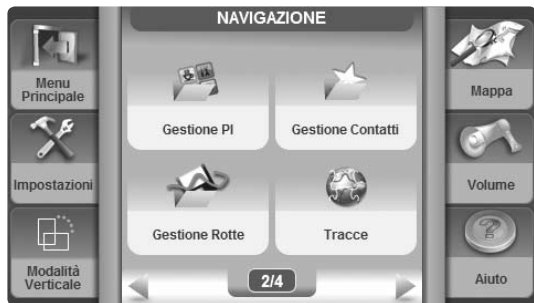 NAVIGAZIONE
Menu
Principale
Gestione PI
Gestione Contatti
Mappa
Impostazioni
Gestione Rotte
Tracce
Volume
Modalità
Verticale
2/4
Aiuto